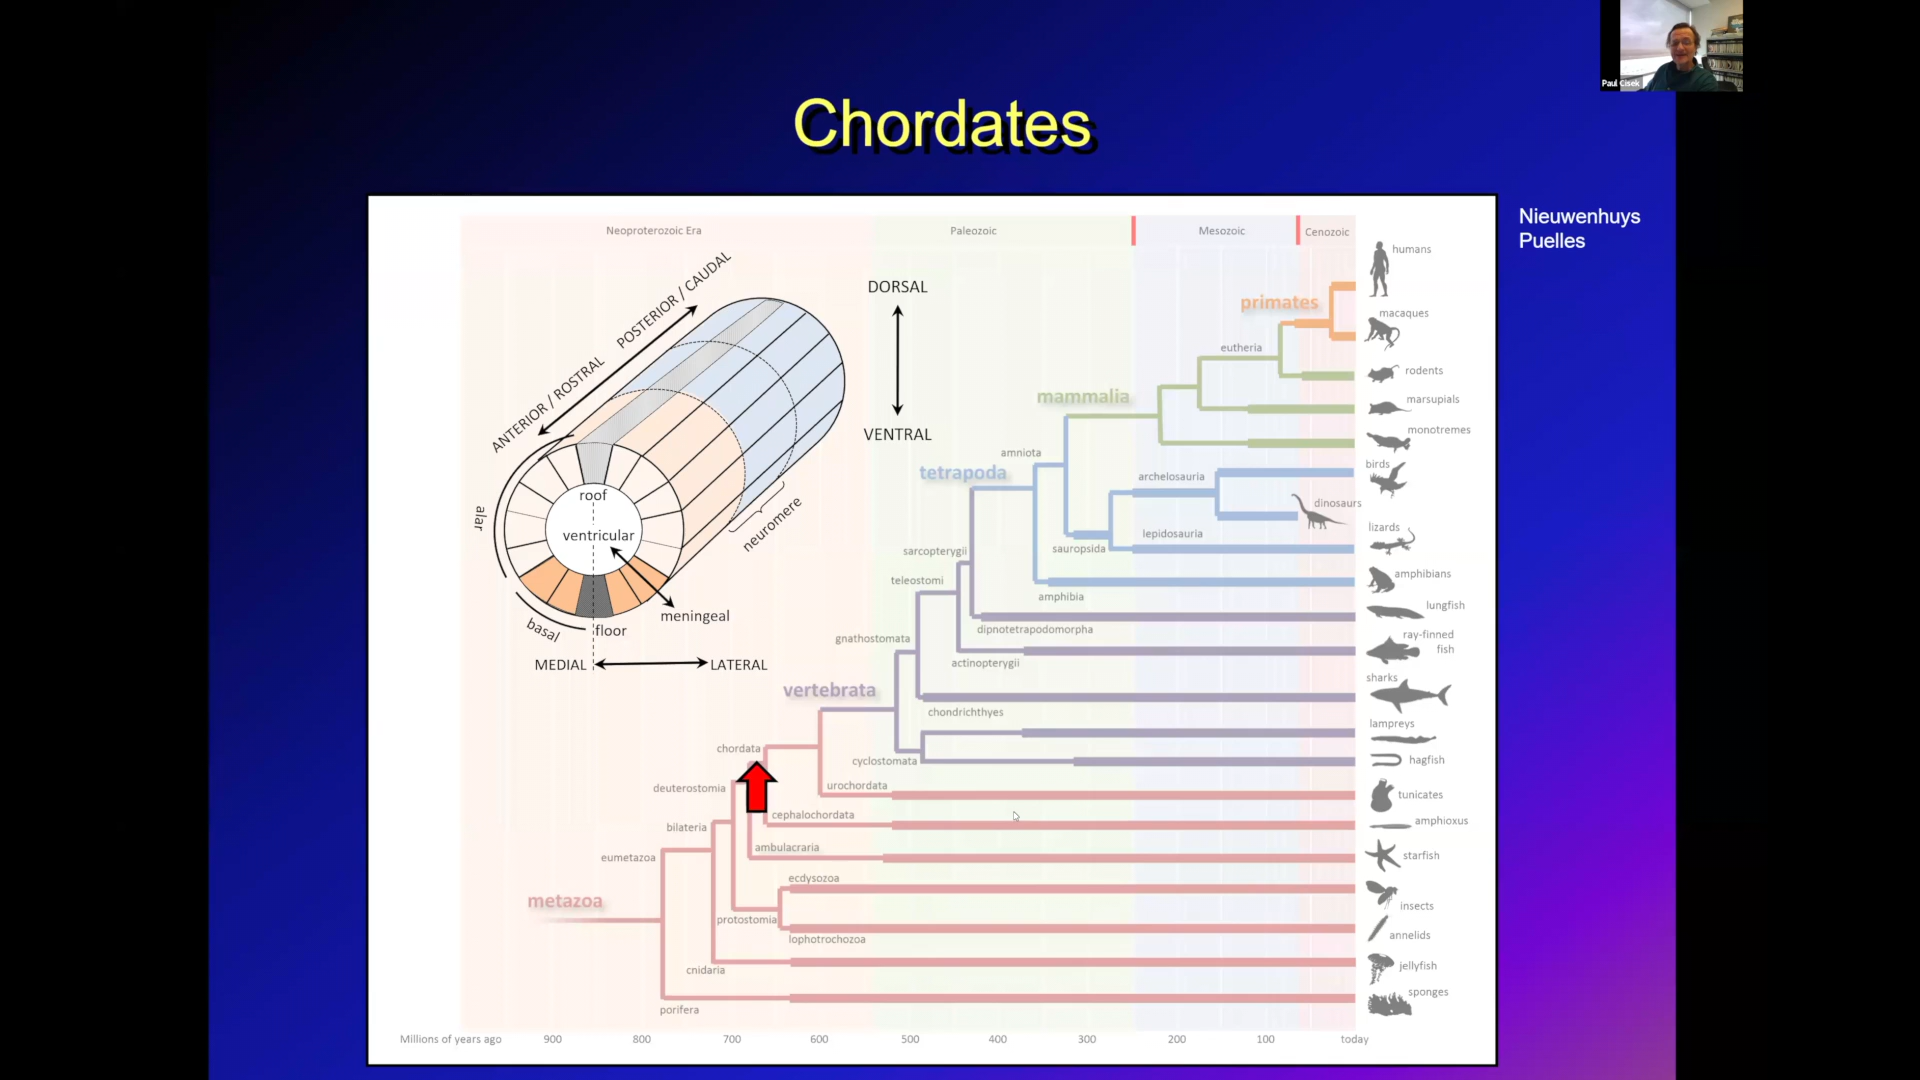 Paul Cisek
Chordates
Nieuwenhuys
Puelles
Neoproterozoic Era
Paleozoic
Mesozoic
Cenozoic
POSTERIOR / CAUDAL
ANTERIOR / ROSTRAL
DORSAL
VENTRAL
roof
ventricular
alar
neuromere
meningeal
basal
floor
MEDIAL
LATERAL
humans
primates
macaques
eutheria
rodents
mammalia
marsupials
monotremes
amniota
birds
tetrapoda
archelosauria
dinosaurs
lizards
lepidosauria
sauropsida
sarcopterygii
amphibians
teleostomi
amphibia
lungfish
dipnotetrapodomorpha
ray-finned
fish
gnathostomata
actinopterygii
sharks
vertebrata
chondrichthyes
lampreys
chordata
cyclostomata
hagfish
deuterostomia
urochordata
tunicates
cephalochordata
amphioxus
bilateria
ambulacraria
starfish
eumetazoa
ecdysozoa
metazoa
insects
protostomia
lophotrochozoa
annelids
cnidaria
jellyfish
sponges
porifera
Millions of years ago 900 800 700 600 500 400 300 200 100 today